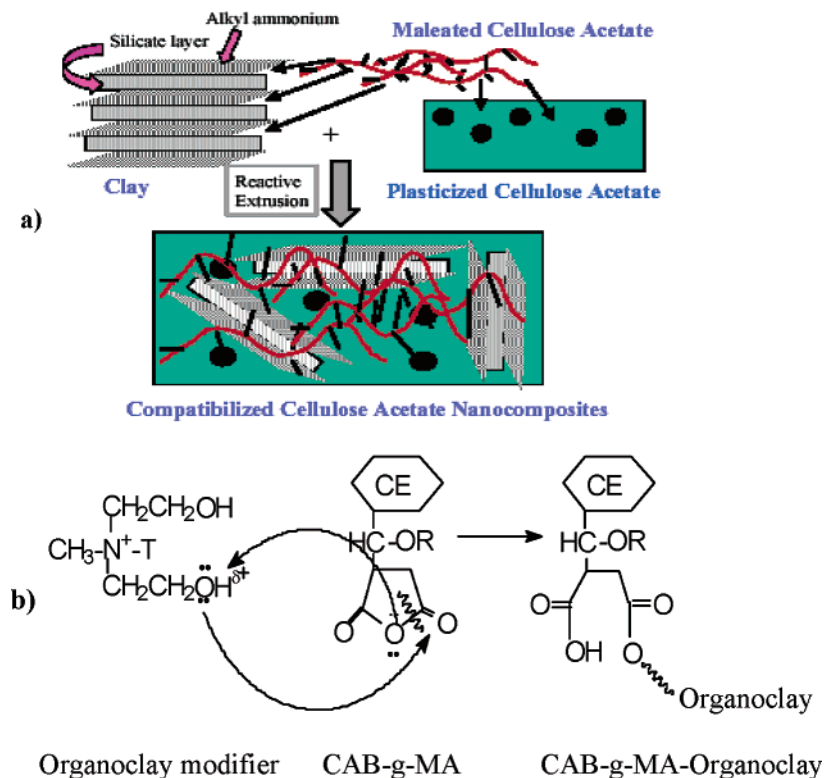 Alkyl ammonium
Silicate layer
Maleated Cellulose Acetate
+
Clay
Reactive
Extrusion
Plasticized Cellulose Acetate
a)
Compatibilized Cellulose Acetate Nanocomposites
b)
CH₂CH₂OH
CH₃-N⁺-T
CH₂CH₂ÖH δ+
CE
HC-OR
O O O
CE
HC-OR
O O
OH O
Organoclay
Organoclay modifier CAB-g-MA CAB-g-MA-Organoclay